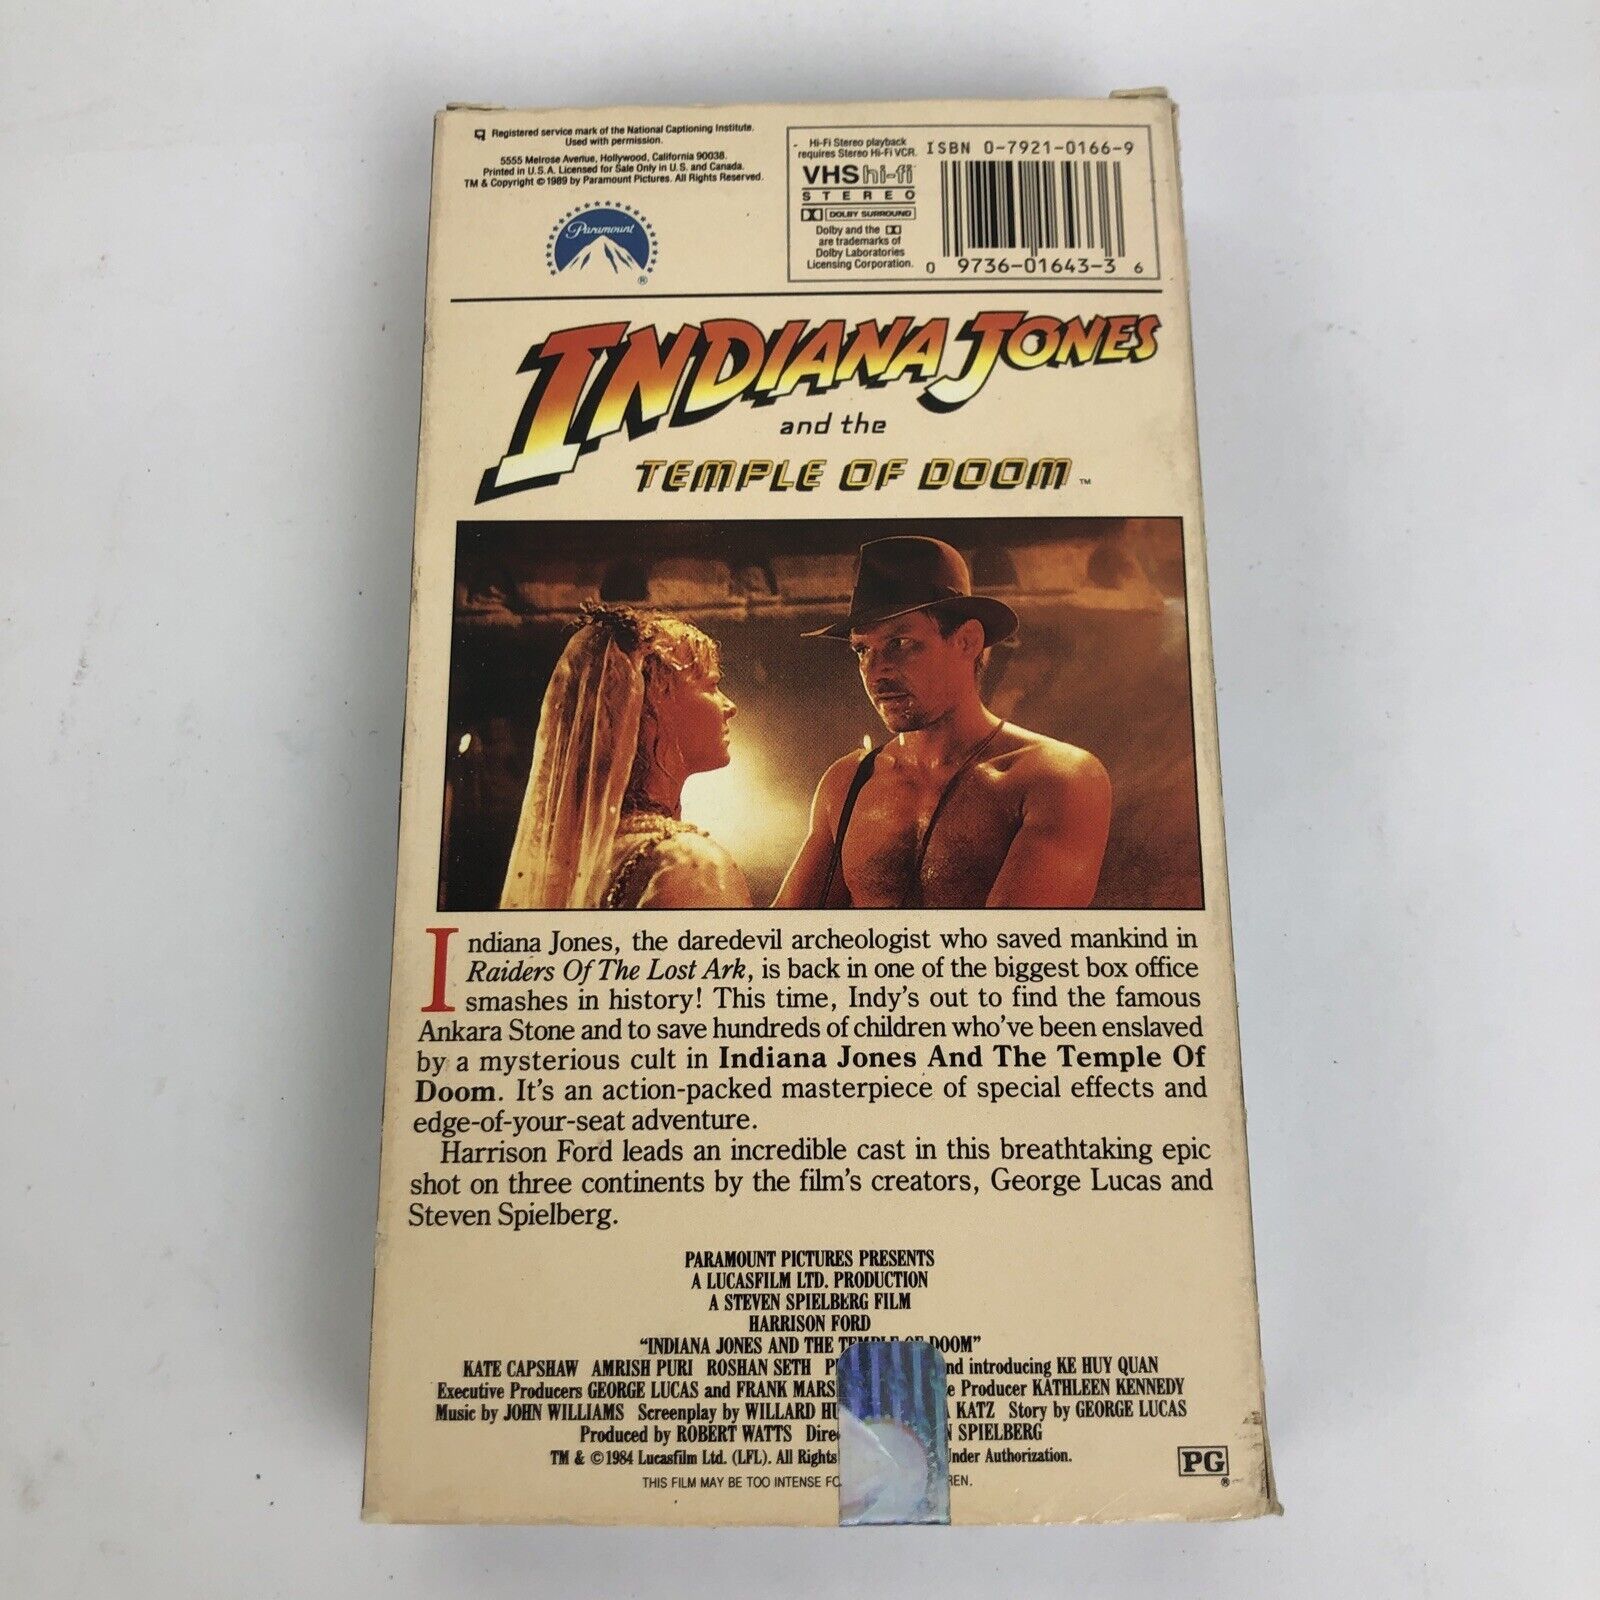 Registered service mark of the National Captioning Institute.
Used with permission.
5555 Melrose Avenue, Hollywood, California 90038.
Printed in U.S.A. Licensed for Sale Only in U.S. and Canada.
TM & Copyright © 1989 by Paramount Pictures. All Rights Reserved.
Paramount
®
Hi-Fi Stereo playback
requires Stereo Hi-Fi VCR.
VHS hi-fi
STEREO
DOLBY SURROUND
Dolby and the
are trademarks of
Dolby Laboratories
Licensing Corporation.
ISBN 0-7921-0166-9
0 9736-01643-3 6
INDIANA JONES
and the
TEMPLE OF DOOM ™
Indiana Jones, the daredevil archeologist who saved mankind in
Raiders Of The Lost Ark, is back in one of the biggest box office
smashes in history! This time, Indy's out to find the famous
Ankara Stone and to save hundreds of children who've been enslaved
by a mysterious cult in Indiana Jones And The Temple Of
Doom. It's an action-packed masterpiece of special effects and
edge-of-your-seat adventure.
Harrison Ford leads an incredible cast in this breathtaking epic
shot on three continents by the film's creators, George Lucas and
Steven Spielberg.
PARAMOUNT PICTURES PRESENTS
A LUCASFILM LTD. PRODUCTION
A STEVEN SPIELBERG FILM
HARRISON FORD
"INDIANA JONES AND THE TEMPLE OF DOOM"
KATE CAPSHAW AMRISH PURI ROSHAN SETH introducing KE HUY QUAN
Executive Producers GEORGE LUCAS and FRANK Producer KATHLEEN KENNEDY
Music by JOHN WILLIAMS Screenplay by WILLARD KATZ Story by GEORGE LUCAS
Produced by ROBERT WATTS SPIELBERG
TM & © 1984 Lucasfilm Ltd. (LFL). All Rights Under Authorization.
THIS FILM MAY BE TOO INTENSE
PG
®